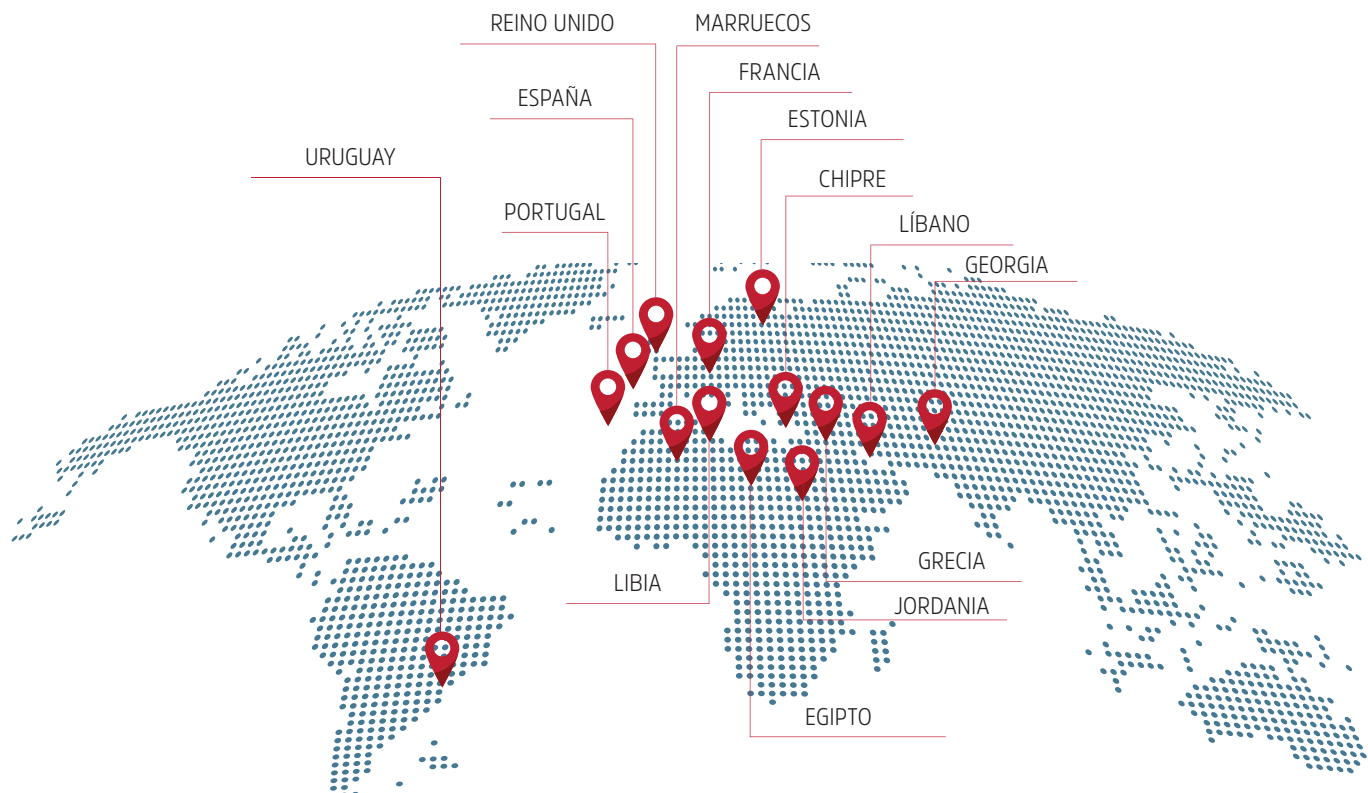 REINO UNIDO
MARRUECOS
FRANCIA
ESPAÑA
ESTONIA
URUGUAY
CHIPRE
PORTUGAL
LÍBANO
GEORGIA
GRECIA
LIBIA
JORDANIA
EGIPTO